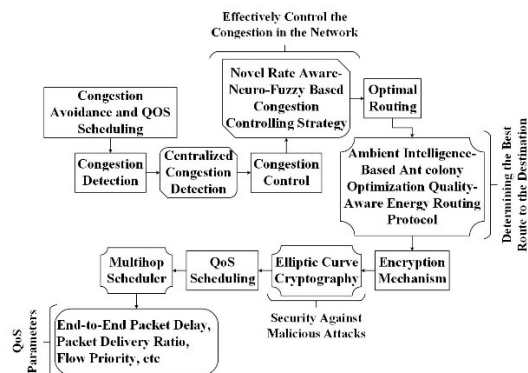 Effectively Control the
Congestion in the Network
Congestion
Avoidance and QOS
Scheduling
Novel Rate Aware-
Neuro-Fuzzy Based
Congestion
Controlling Strategy
Optimal
Routing
Congestion
Detection
Centralized
Congestion
Detection
Congestion
Control
Ambient Intelligence-
Based Ant colony
Optimization Quality-
Aware Energy Routing
Protocol
Determining the Best
Route to the Destination
Multihop
Scheduler
QoS
Scheduling
Elliptic Curve
Cryptography
Encryption
Mechanism
Security Against
Malicious Attacks
QoS
Parameters
End-to-End Packet Delay,
Packet Delivery Ratio,
Flow Priority, etc